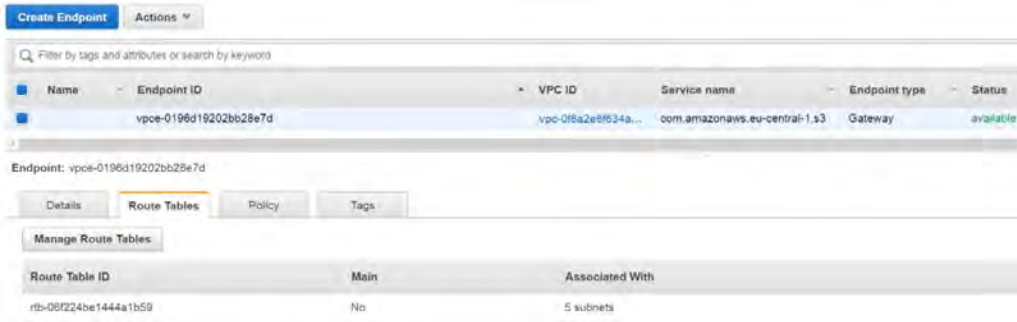 Create Endpoint Actions
Filter by tags and attributes or search by keyword
Name Endpoint ID VPC ID Service name Endpoint type Status
vpce-0196d19202bb28e7d vpc-0f8a2e8f634a... com.amazonaws.eu-central-1.s3 Gateway available
Endpoint: vpce-0196d19202bb28e7d
Details Route Tables Policy Tags
Manage Route Tables
Route Table ID Main Associated With
rtb-06f224be1444a1b59 No 5 subnets